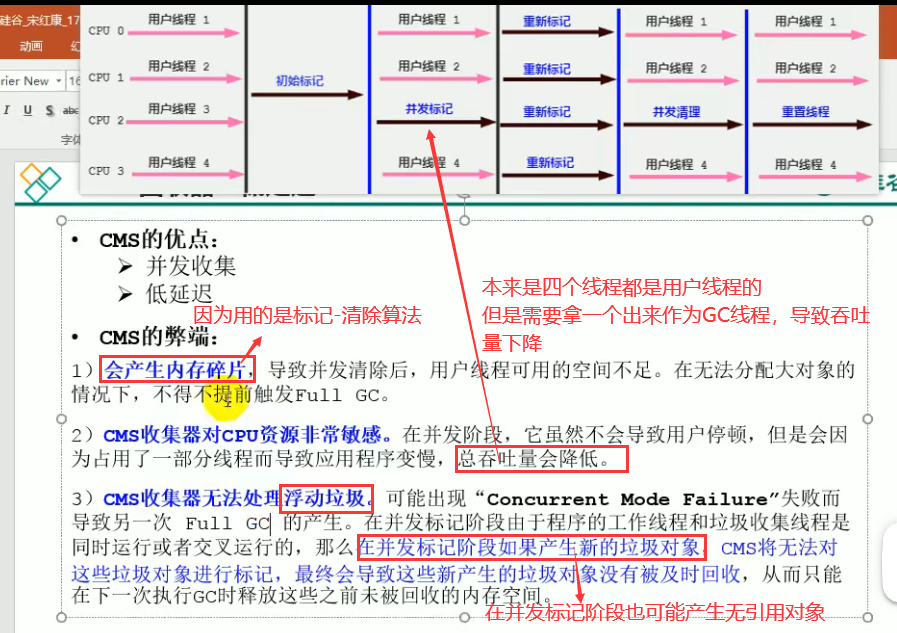 硅谷_宋红康_17
动画
rier New
16
I U S abc
字体
用户线程 1
用户线程 1
重新标记
用户线程 1
用户线程 1
CPU 0
用户线程 2
用户线程 2
重新标记
用户线程 2
用户线程 2
CPU 1
初始标记
用户线程 3
并发标记
重新标记
并发清理
重置线程
CPU 2
用户线程 4
用户线程 4
重新标记
用户线程 4
用户线程 4
CPU 3
• CMS的优点：
➢ 并发收集
➢ 低延迟
本来是四个线程都是用户线程的
但是需要拿一个出来作为GC线程，导致吞吐
量下降
因为用的是标记-清除算法
• CMS的弊端：
1）会产生内存碎片，导致并发清除后，用户线程可用的空间不足。在无法分配大对象的
情况下，不得不提前触发Full GC。
2）CMS收集器对CPU资源非常敏感。在并发阶段，它虽然不会导致用户停顿，但是会因
为占用了一部分线程而导致应用程序变慢，总吞吐量会降低。
3）CMS收集器无法处理浮动垃圾。可能出现“Concurrent Mode Failure”失败而
导致另一次 Full GC 的产生。在并发标记阶段由于程序的工作线程和垃圾收集线程是
同时运行或者交叉运行的，那么在并发标记阶段如果产生新的垃圾对象，CMS将无法对
这些垃圾对象进行标记，最终会导致这些新产生的垃圾对象没有被及时回收，从而只能
在下一次执行GC时释放这些之前未被回收的内存空间。
在并发标记阶段也可能产生无引用对象